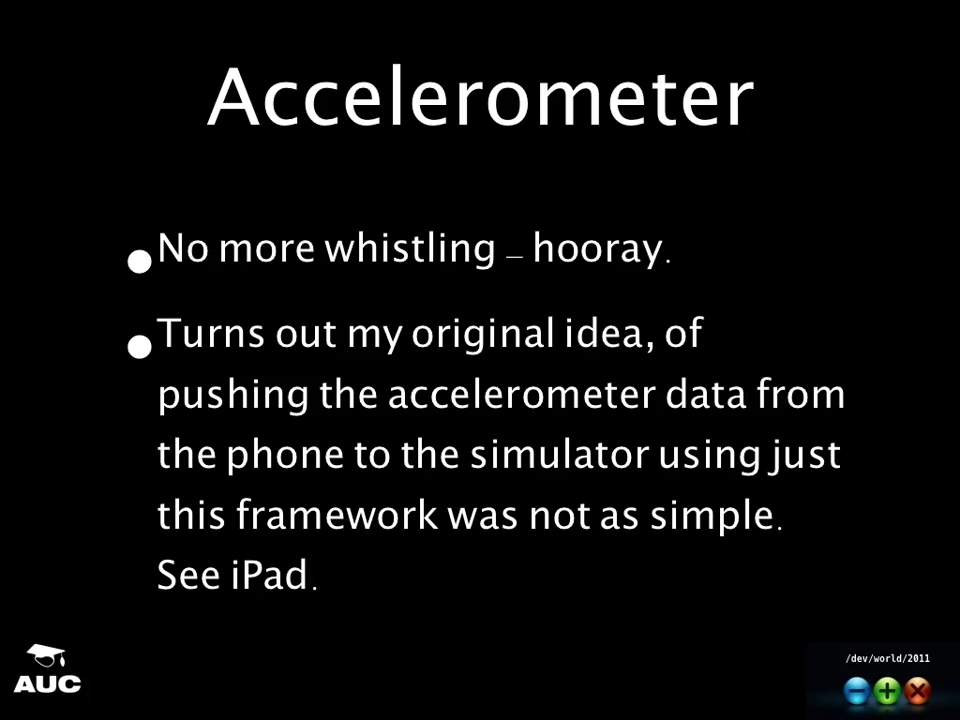 Accelerometer
• No more whistling – hooray.
• Turns out my original idea, of
pushing the accelerometer data from
the phone to the simulator using just
this framework was not as simple.
See iPad.
AUC
/dev/world/2011